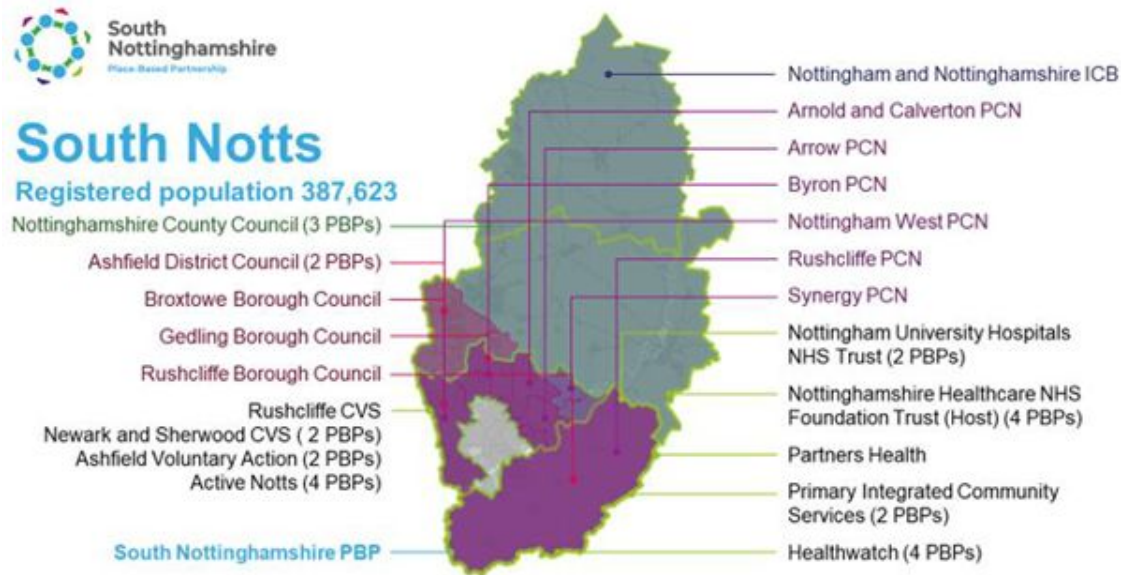 South
Nottinghamshire
Place-Based Partnership
South Notts
Registered population 387,623
Nottinghamshire County Council (3 PBPs)
Ashfield District Council (2 PBPs)
Broxtowe Borough Council
Gedling Borough Council
Rushcliffe Borough Council
Rushcliffe CVS
Newark and Sherwood CVS ( 2 PBPs)
Ashfield Voluntary Action (2 PBPs)
Active Notts (4 PBPs)
South Nottinghamshire PBP
Nottingham and Nottinghamshire ICB
Arnold and Calverton PCN
Arrow PCN
Byron PCN
Nottingham West PCN
Rushcliffe PCN
Synergy PCN
Nottingham University Hospitals
NHS Trust (2 PBPs)
Nottinghamshire Healthcare NHS
Foundation Trust (Host) (4 PBPs)
Partners Health
Primary Integrated Community
Services (2 PBPs)
Healthwatch (4 PBPs)